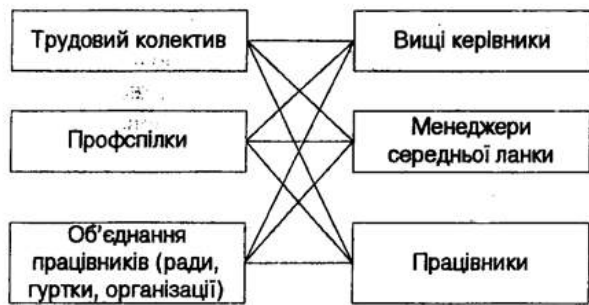 Трудовий колектив
Вищі керівники
Профспілки
Менеджери
середньої ланки
Об'єднання
працівників (ради,
гуртки, організації)
Працівники